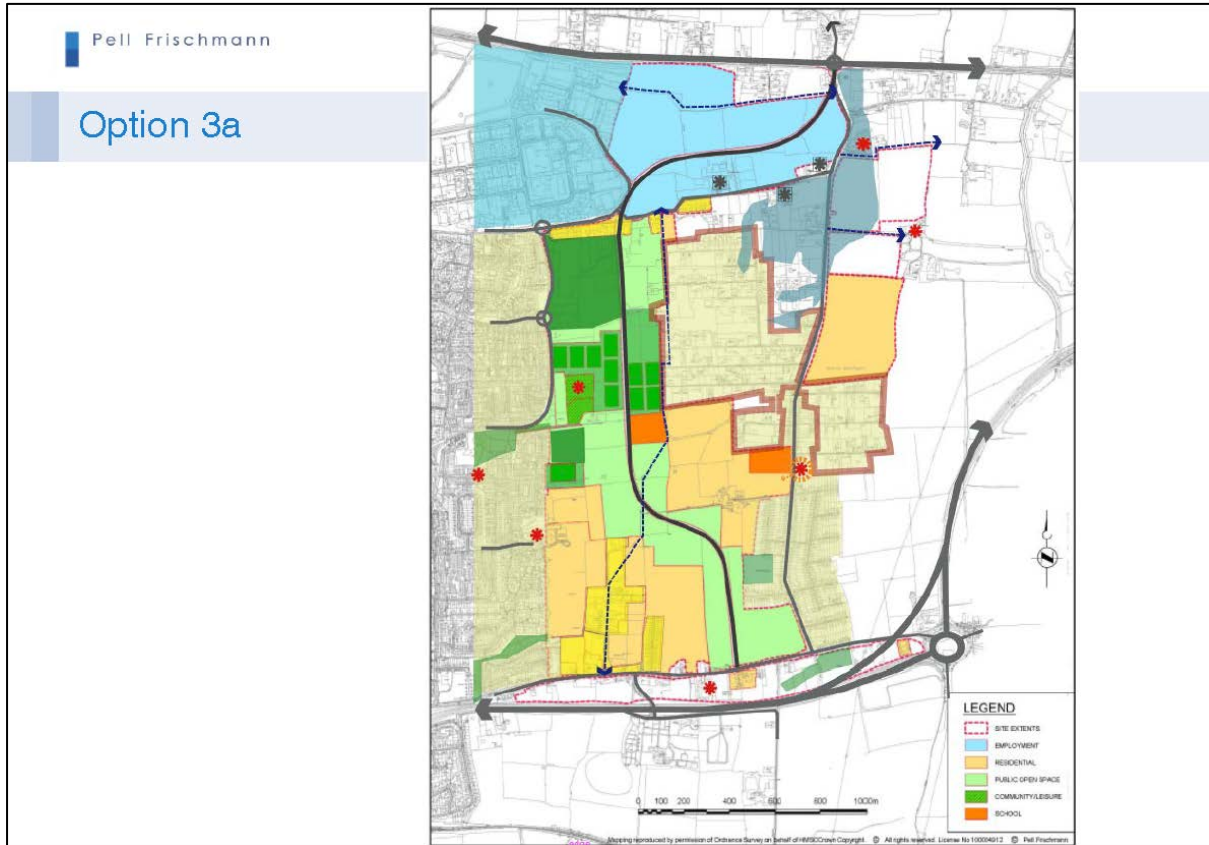 Pell Frischmann
Option 3a
LEGEND
SITE EXTENTS
EMPLOYMENT
RESIDENTIAL
PUBLIC OPEN SPACE
COMMUNITY/LEISURE
SCHOOL
0 100 200 400 600 800 1000m
Mapping reproduced by permission of Ordnance Survey on behalf of HMSO Crown Copyright. © All rights reserved. License No 100004912 © Pell Frischmann